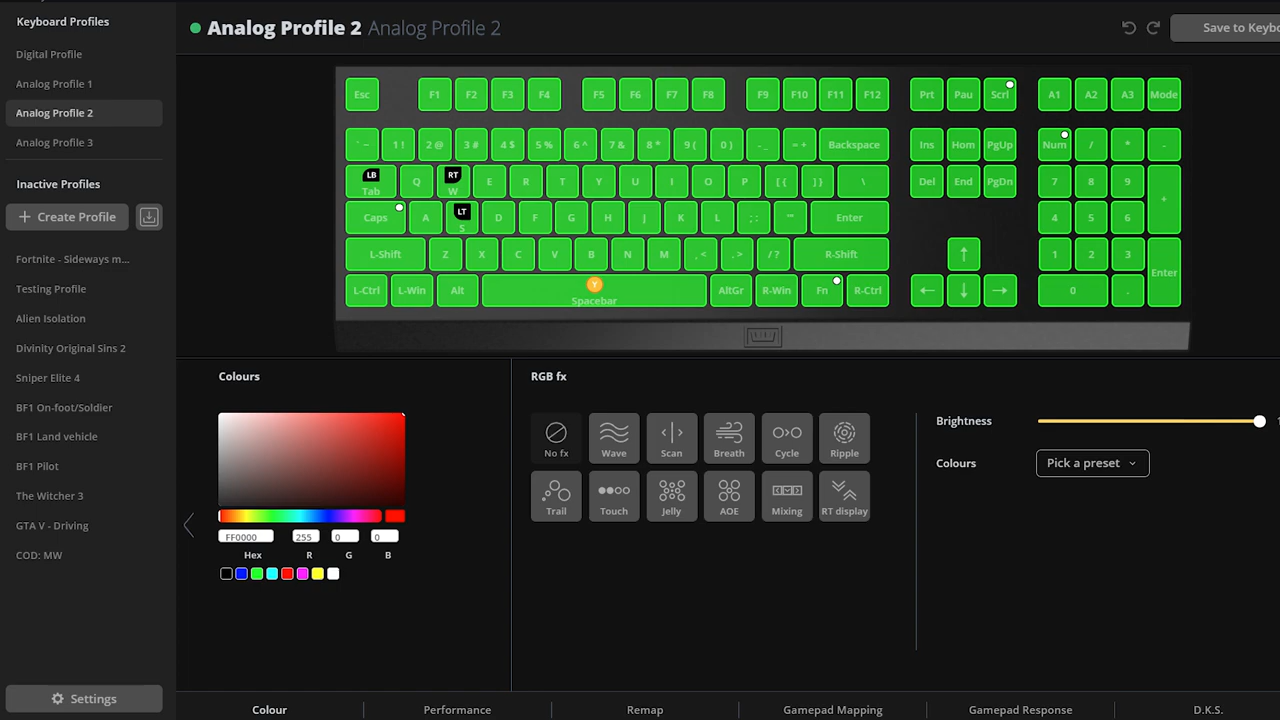 Keyboard Profiles
Digital Profile
Analog Profile 1
Analog Profile 2
Analog Profile 3
Inactive Profiles
Create Profile
Fortnite - Sideways m...
Testing Profile
Alien Isolation
Divinity Original Sins 2
Sniper Elite 4
BF1 On-foot/Soldier
BF1 Land vehicle
BF1 Pilot
The Witcher 3
GTA V - Driving
COD: MW
Settings
Analog Profile 2 Analog Profile 2
Save to Keybo
Esc F1 F2 F3 F4 F5 F6 F7 F8 F9 F10 F11 F12 Prt Pau Scrl A1 A2 A3 Mode
` ~ 1 ! 2 @ 3 # 4 $ 5 % 6 ^ 7 & 8 * 9 ( 0 ) - _ = + Backspace Ins Hom PgUp Num / * -
LB Tab Q RT W E R T Y U I O P [ { ] } \ Del End PgDn 7 8 9 +
Caps A LT S D F G H J K L ; : '" Enter 4 5 6
L-Shift Z X C V B N M , < . > / ? R-Shift ↑ 1 2 3 Enter
L-Ctrl L-Win Alt Y Spacebar AltGr R-Win Fn R-Ctrl ← ↓ → 0 .
Colours
FF0000 255 0 0
Hex R G B
RGB fx
No fx Wave Scan Breath Cycle Ripple
Trail Touch Jelly AOE Mixing RT display
Brightness
Colours Pick a preset
Colour Performance Remap Gamepad Mapping Gamepad Response D.K.S.